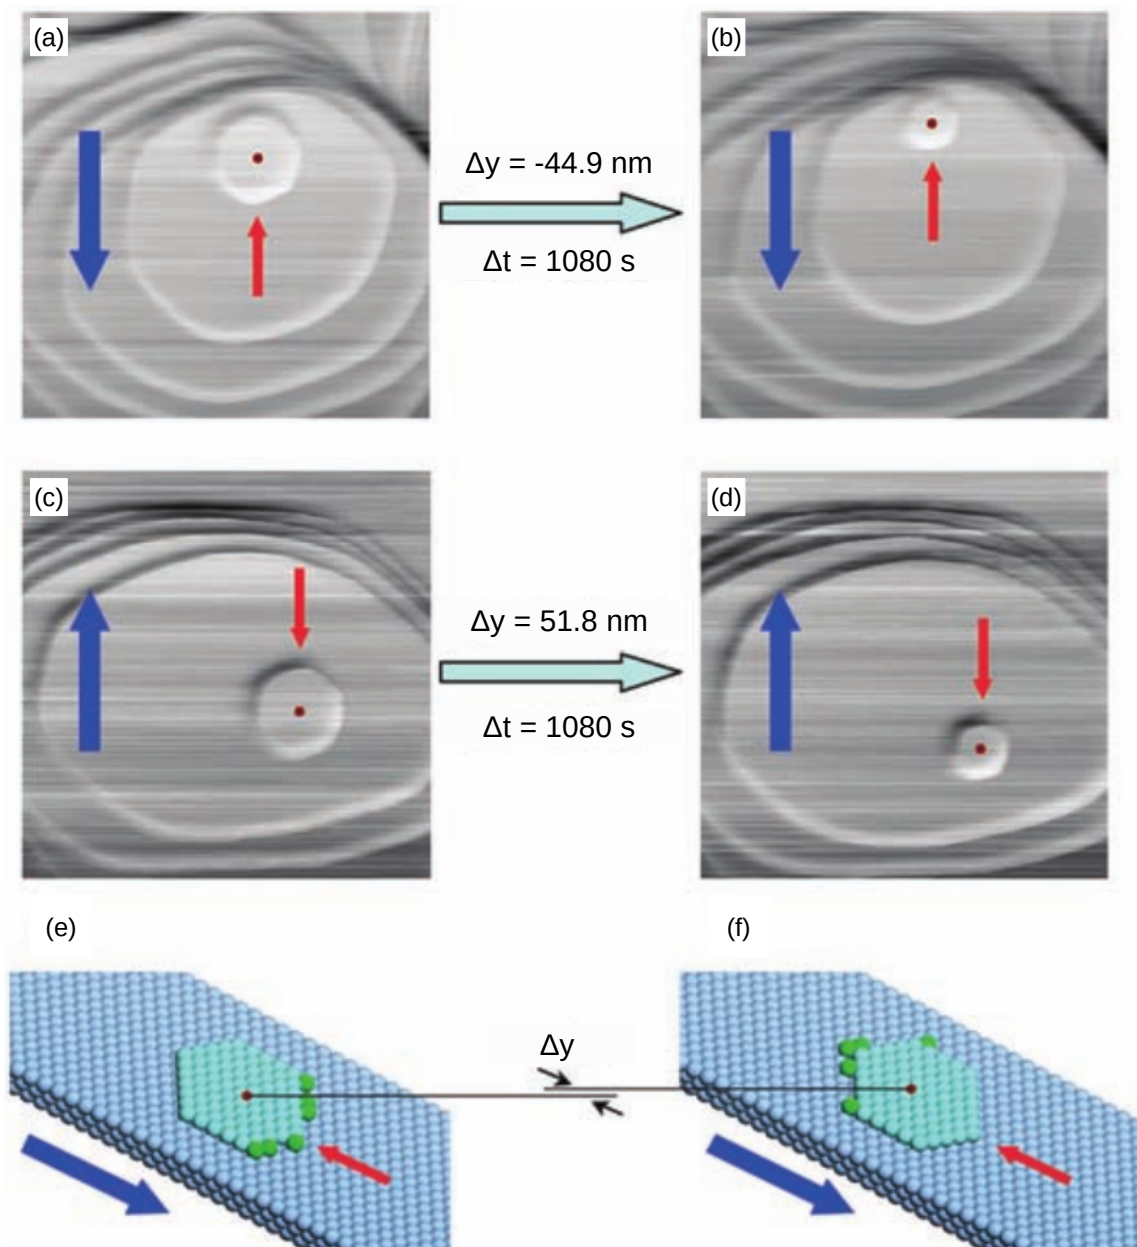 (a)
(b)
Δy = -44.9 nm
Δt = 1080 s
(c)
(d)
Δy = 51.8 nm
Δt = 1080 s
(e)
(f)
Δy